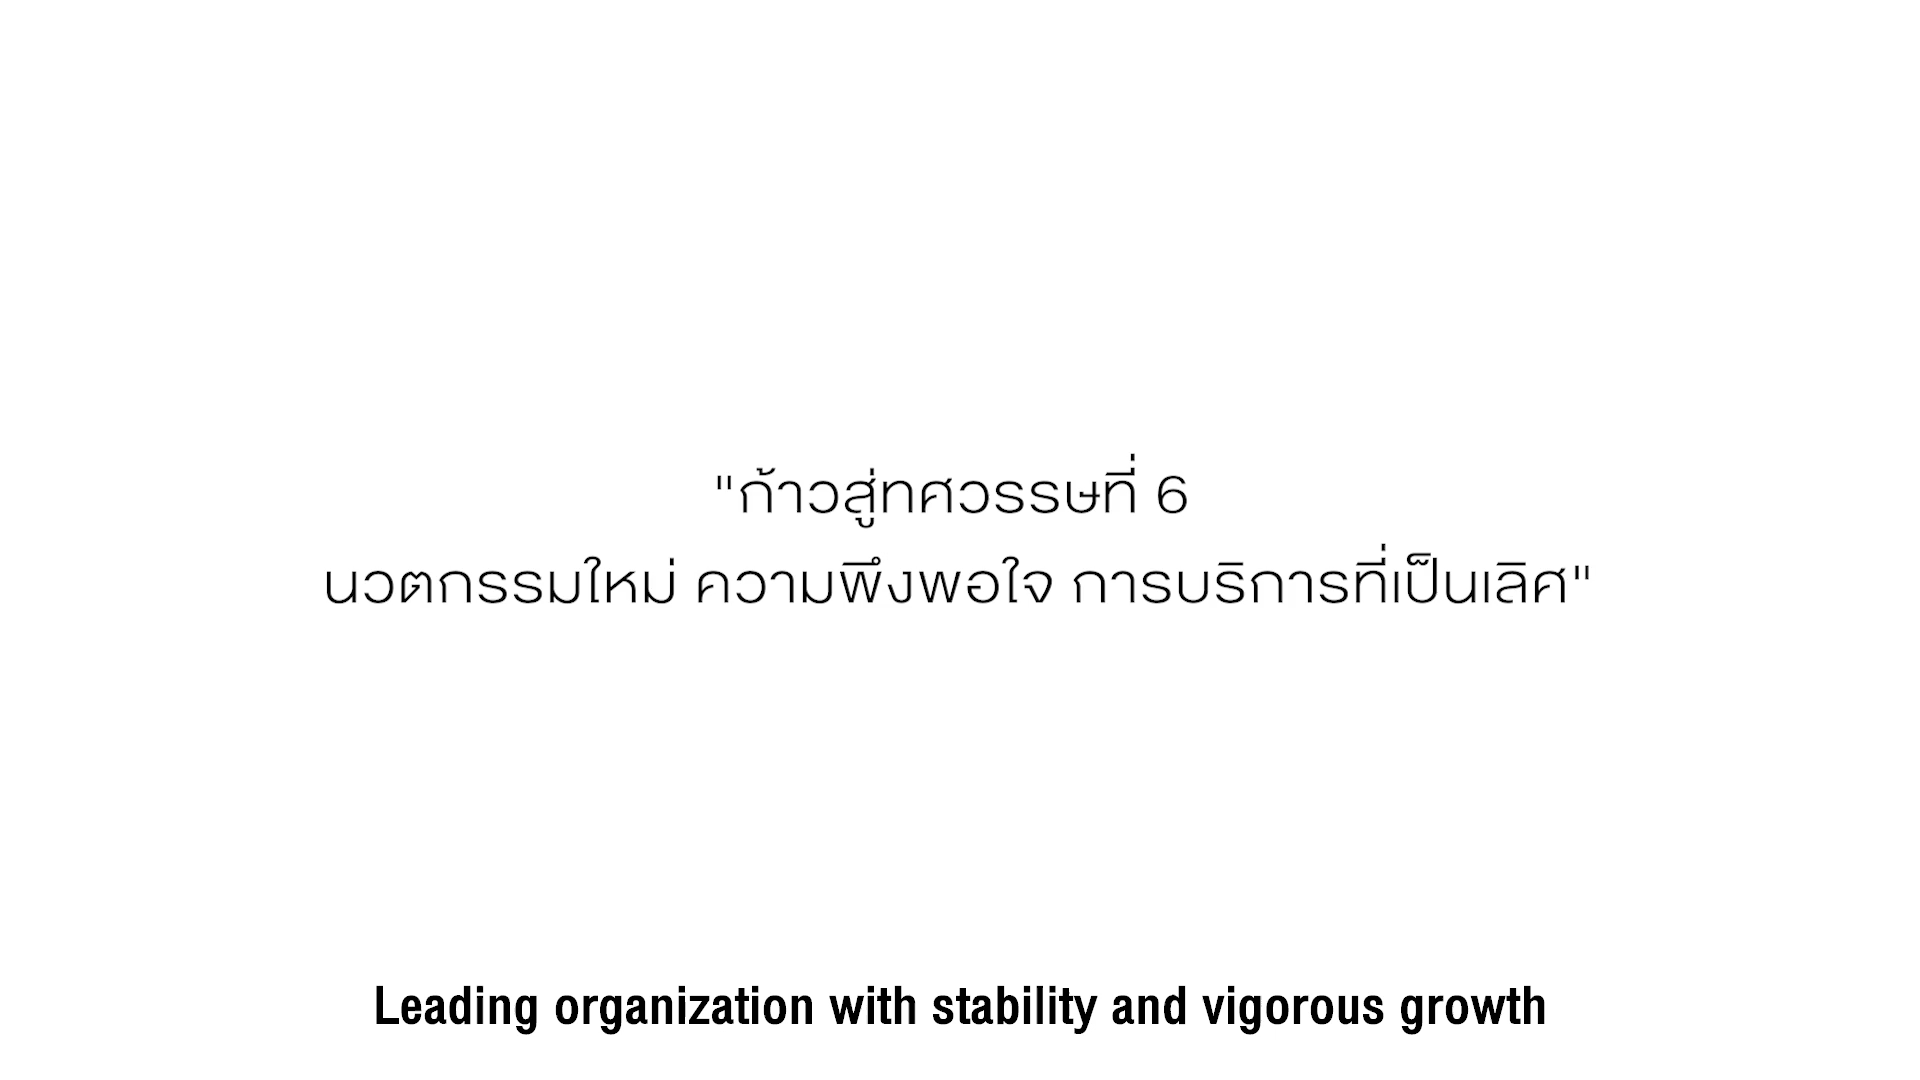 "ก้าวสู่ทศวรรษที่ 6
นวตกรรมใหม่ ความพึงพอใจ การบริการที่เป็นเลิศ"
Leading organization with stability and vigorous growth